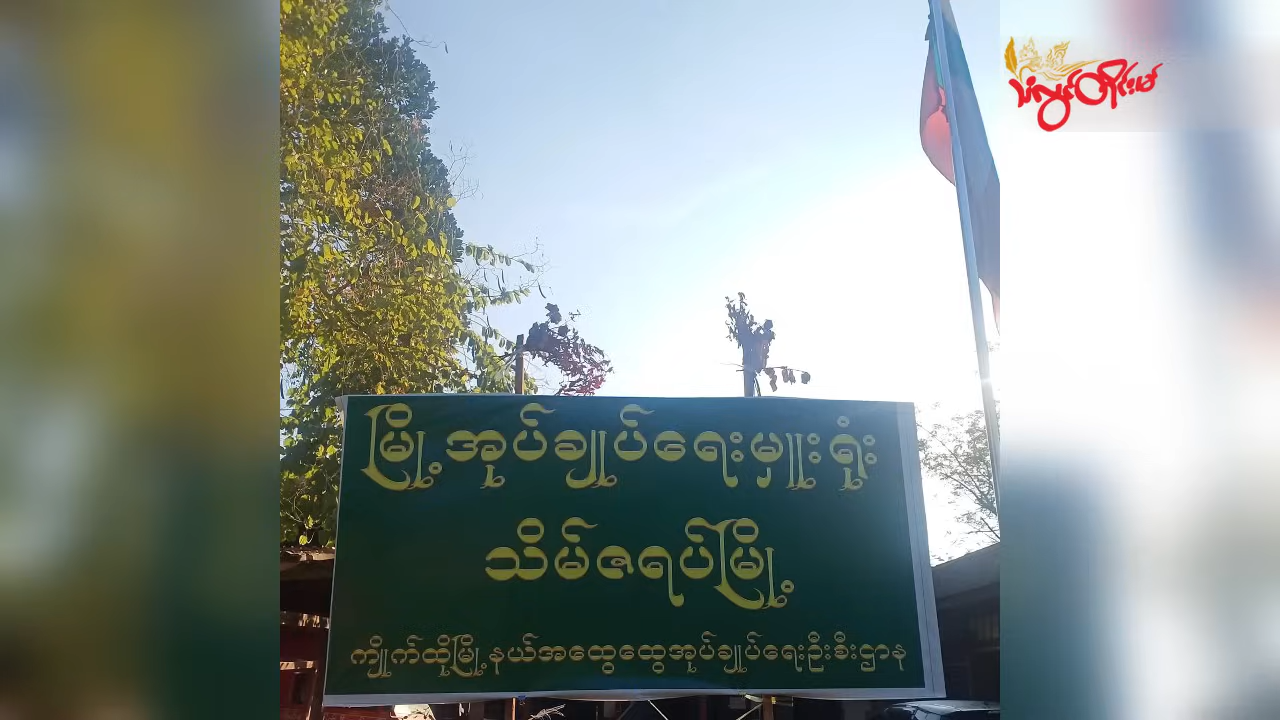 မြို့အုပ်ချုပ်ရေးမှူးရုံး
သိမ်ဇရပ်မြို့
ကျိုက်ထိုမြို့နယ်အထွေထွေအုပ်ချုပ်ရေးဦးစီးဌာန